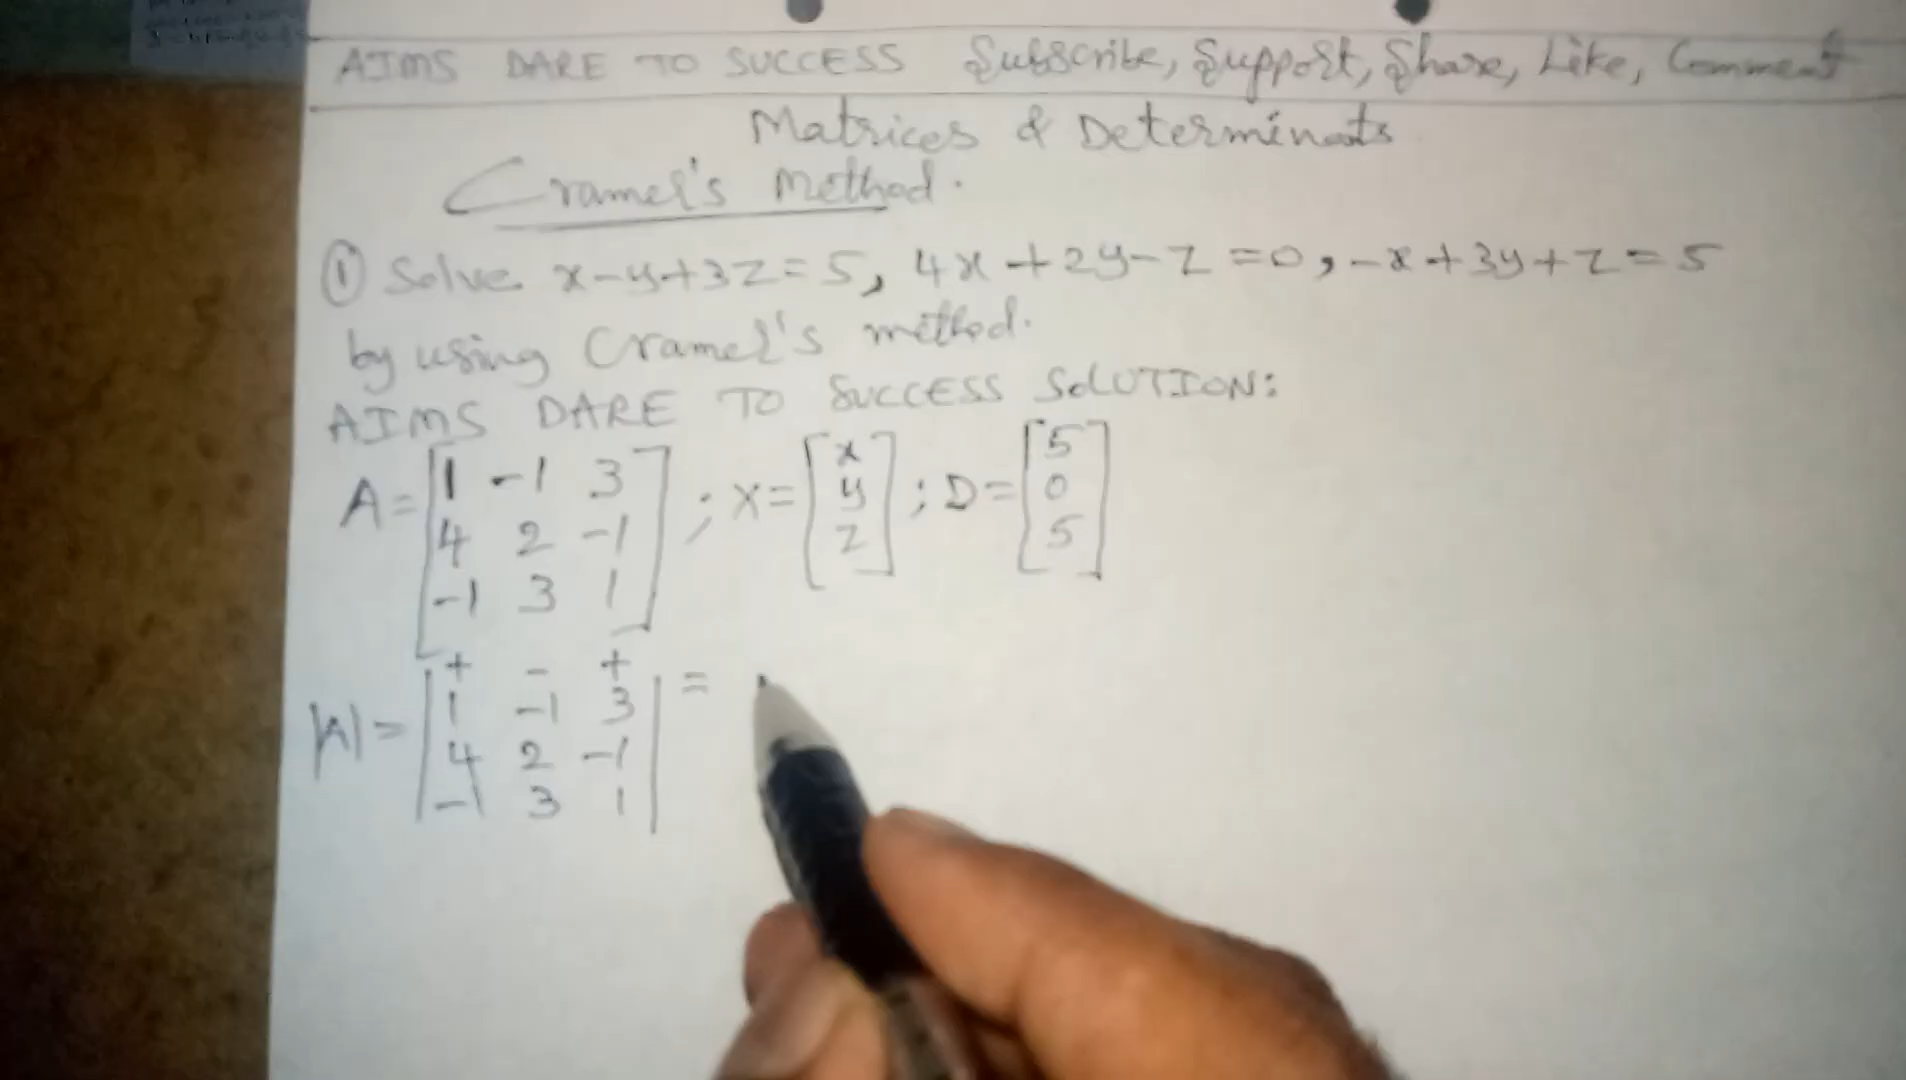 AIMS DARE TO SUCCESS Subscribe, Support, Share, Like, Comment
Matrices & Determinants
Cramer's Method.
① Solve x-y+3z=5, 4x+2y-z=0, -x+3y+z=5
by using Cramer's method.
AIMS DARE TO SUCCESS SOLUTION:
A= [1 -1 3 ; X= [x ; D= [5
4 2 -1 y 0
-1 3 1] z] 5]
+ - +
|A|= |1 -1 3| =
4 2 -1
-1 3 1